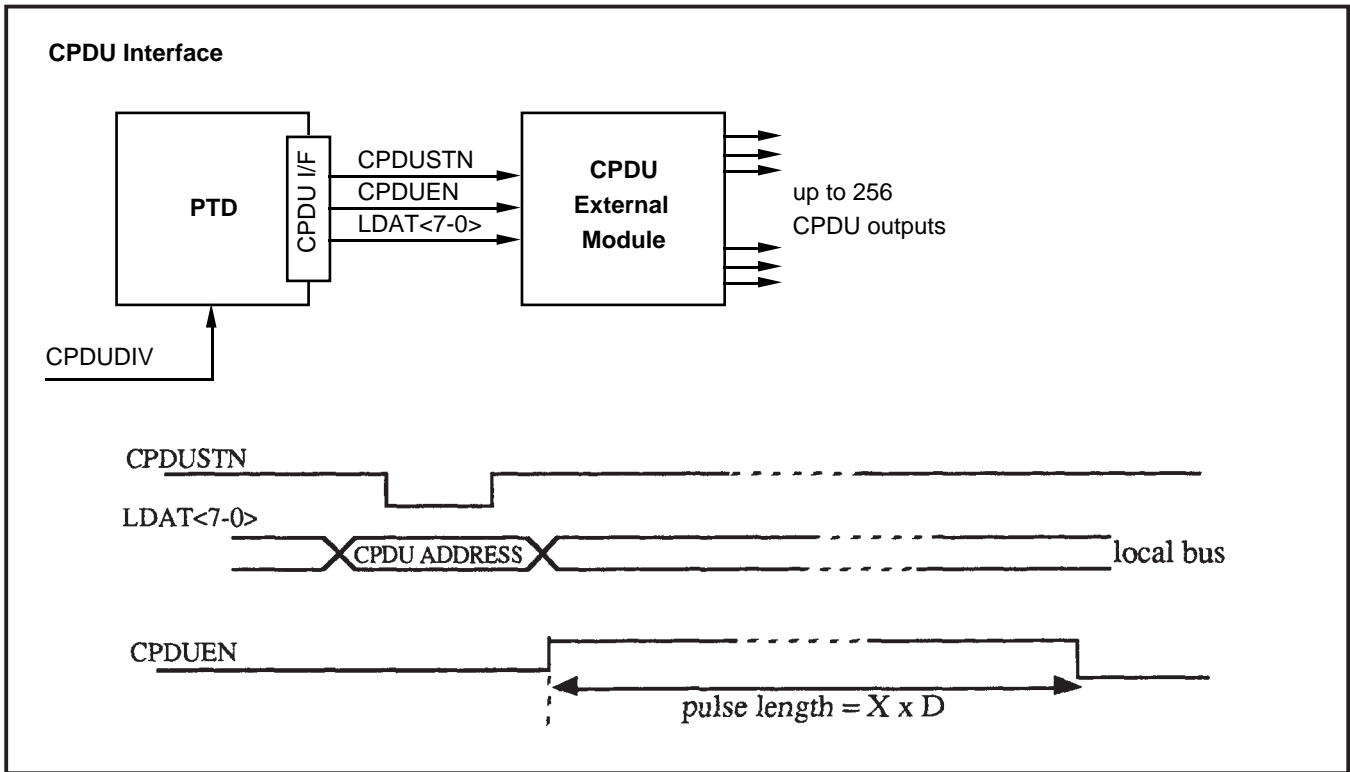 CPDU Interface
PTD
CPDU I/F
CPDUSTN
CPDUEN
LDAT<7-0>
CPDU
External
Module
up to 256
CPDU outputs
CPDUDIV
CPDUSTN
LDAT<7-0>
CPDU ADDRESS
local bus
CPDUEN
pulse length = X x D